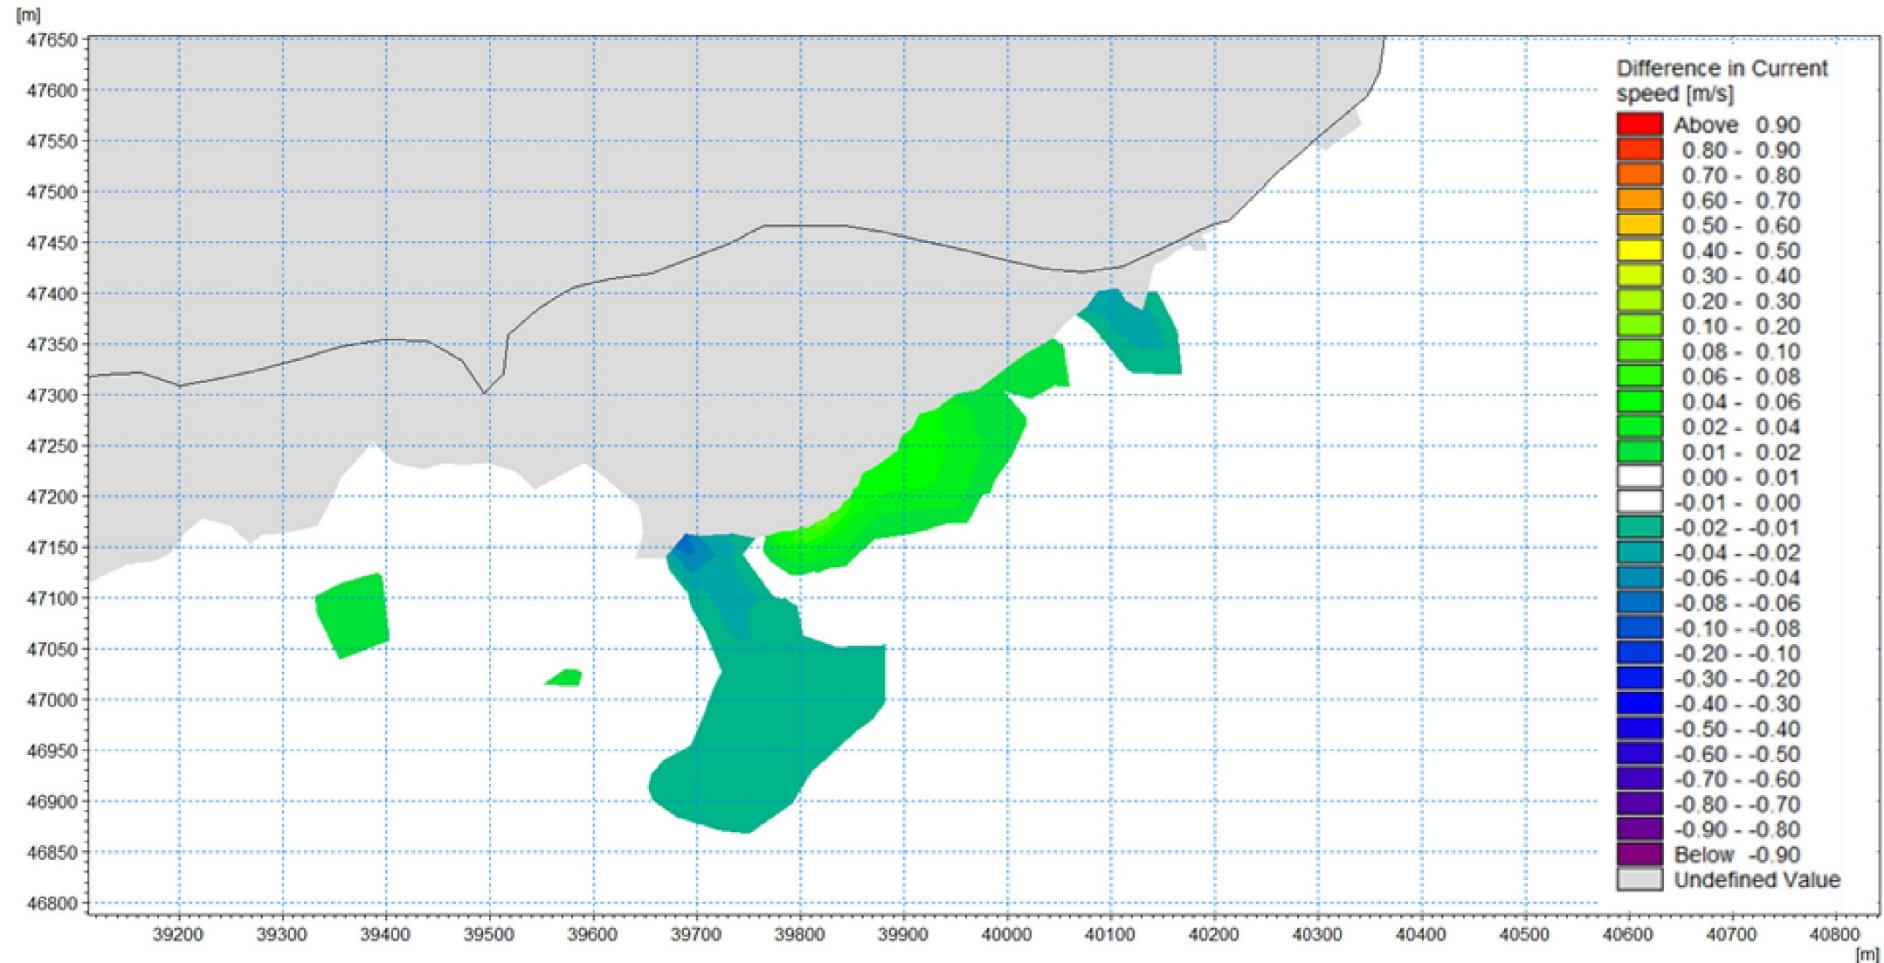 [m]
47650
47600
47550
47500
47450
47400
47350
47300
47250
47200
47150
47100
47050
47000
46950
46900
46850
46800
39200 39300 39400 39500 39600 39700 39800 39900 40000 40100 40200 40300 40400 40500 40600 40700 40800
[m]
Difference in Current
speed [m/s]
Above 0.90
0.80 - 0.90
0.70 - 0.80
0.60 - 0.70
0.50 - 0.60
0.40 - 0.50
0.30 - 0.40
0.20 - 0.30
0.10 - 0.20
0.08 - 0.10
0.06 - 0.08
0.04 - 0.06
0.02 - 0.04
0.01 - 0.02
0.00 - 0.01
-0.01 - 0.00
-0.02 - -0.01
-0.04 - -0.02
-0.06 - -0.04
-0.08 - -0.06
-0.10 - -0.08
-0.20 - -0.10
-0.30 - -0.20
-0.40 - -0.30
-0.50 - -0.40
-0.60 - -0.50
-0.70 - -0.60
-0.80 - -0.70
-0.90 - -0.80
Below -0.90
Undefined Value